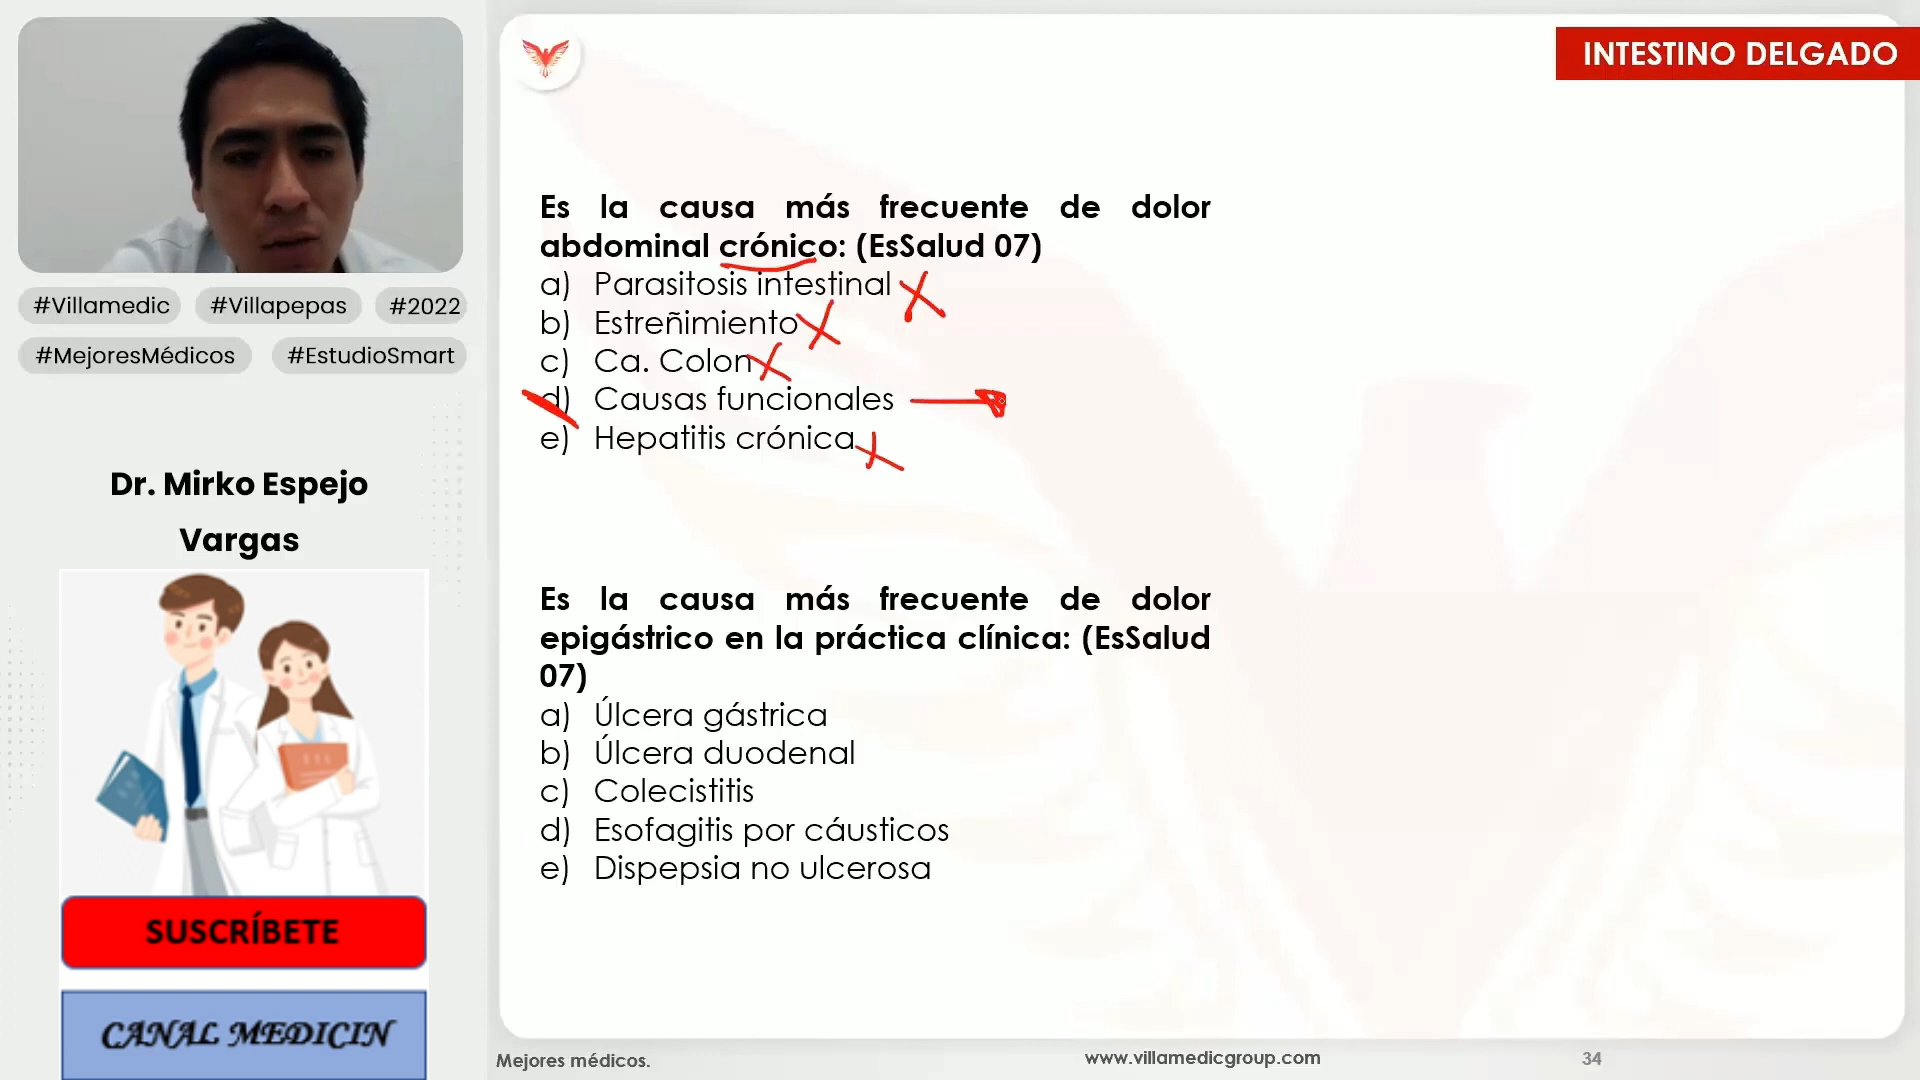 INTESTINO DELGADO
#Villamedic #Villapepas #2022
#MejoresMédicos #EstudioSmart
Dr. Mirko Espejo
Vargas
SUSCRÍBETE
CANAL MEDICIN
Es la causa más frecuente de dolor
abdominal crónico: (EsSalud 07)
a) Parasitosis intestinal
b) Estreñimiento
c) Ca. Colon
d) Causas funcionales
e) Hepatitis crónica
Es la causa más frecuente de dolor
epigástrico en la práctica clínica: (EsSalud
07)
a) Úlcera gástrica
b) Úlcera duodenal
c) Colecistitis
d) Esofagitis por cáusticos
e) Dispepsia no ulcerosa
Mejores médicos. www.villamedicgroup.com 34